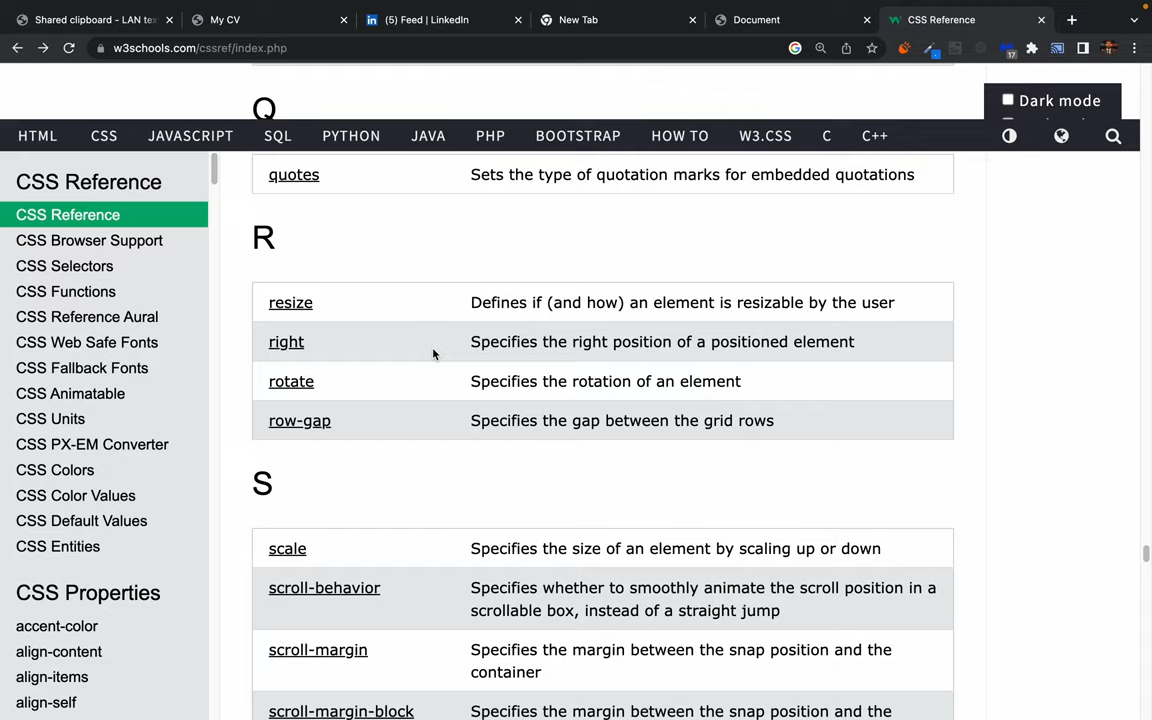 Shared clipboard - LAN tex
My CV
(5) Feed | LinkedIn
New Tab
Document
CSS Reference
w3schools.com/cssref/index.php
17
Q
Dark mode
HTML CSS JAVASCRIPT SQL PYTHON JAVA PHP BOOTSTRAP HOW TO W3.CSS C C++
CSS Reference
CSS Reference
CSS Browser Support
CSS Selectors
CSS Functions
CSS Reference Aural
CSS Web Safe Fonts
CSS Fallback Fonts
CSS Animatable
CSS Units
CSS PX-EM Converter
CSS Colors
CSS Color Values
CSS Default Values
CSS Entities
CSS Properties
accent-color
align-content
align-items
align-self
quotes Sets the type of quotation marks for embedded quotations
R
resize Defines if (and how) an element is resizable by the user
right Specifies the right position of a positioned element
rotate Specifies the rotation of an element
row-gap Specifies the gap between the grid rows
S
scale Specifies the size of an element by scaling up or down
scroll-behavior Specifies whether to smoothly animate the scroll position in a
scrollable box, instead of a straight jump
scroll-margin Specifies the margin between the snap position and the
container
scroll-margin-block Specifies the margin between the snap position and the